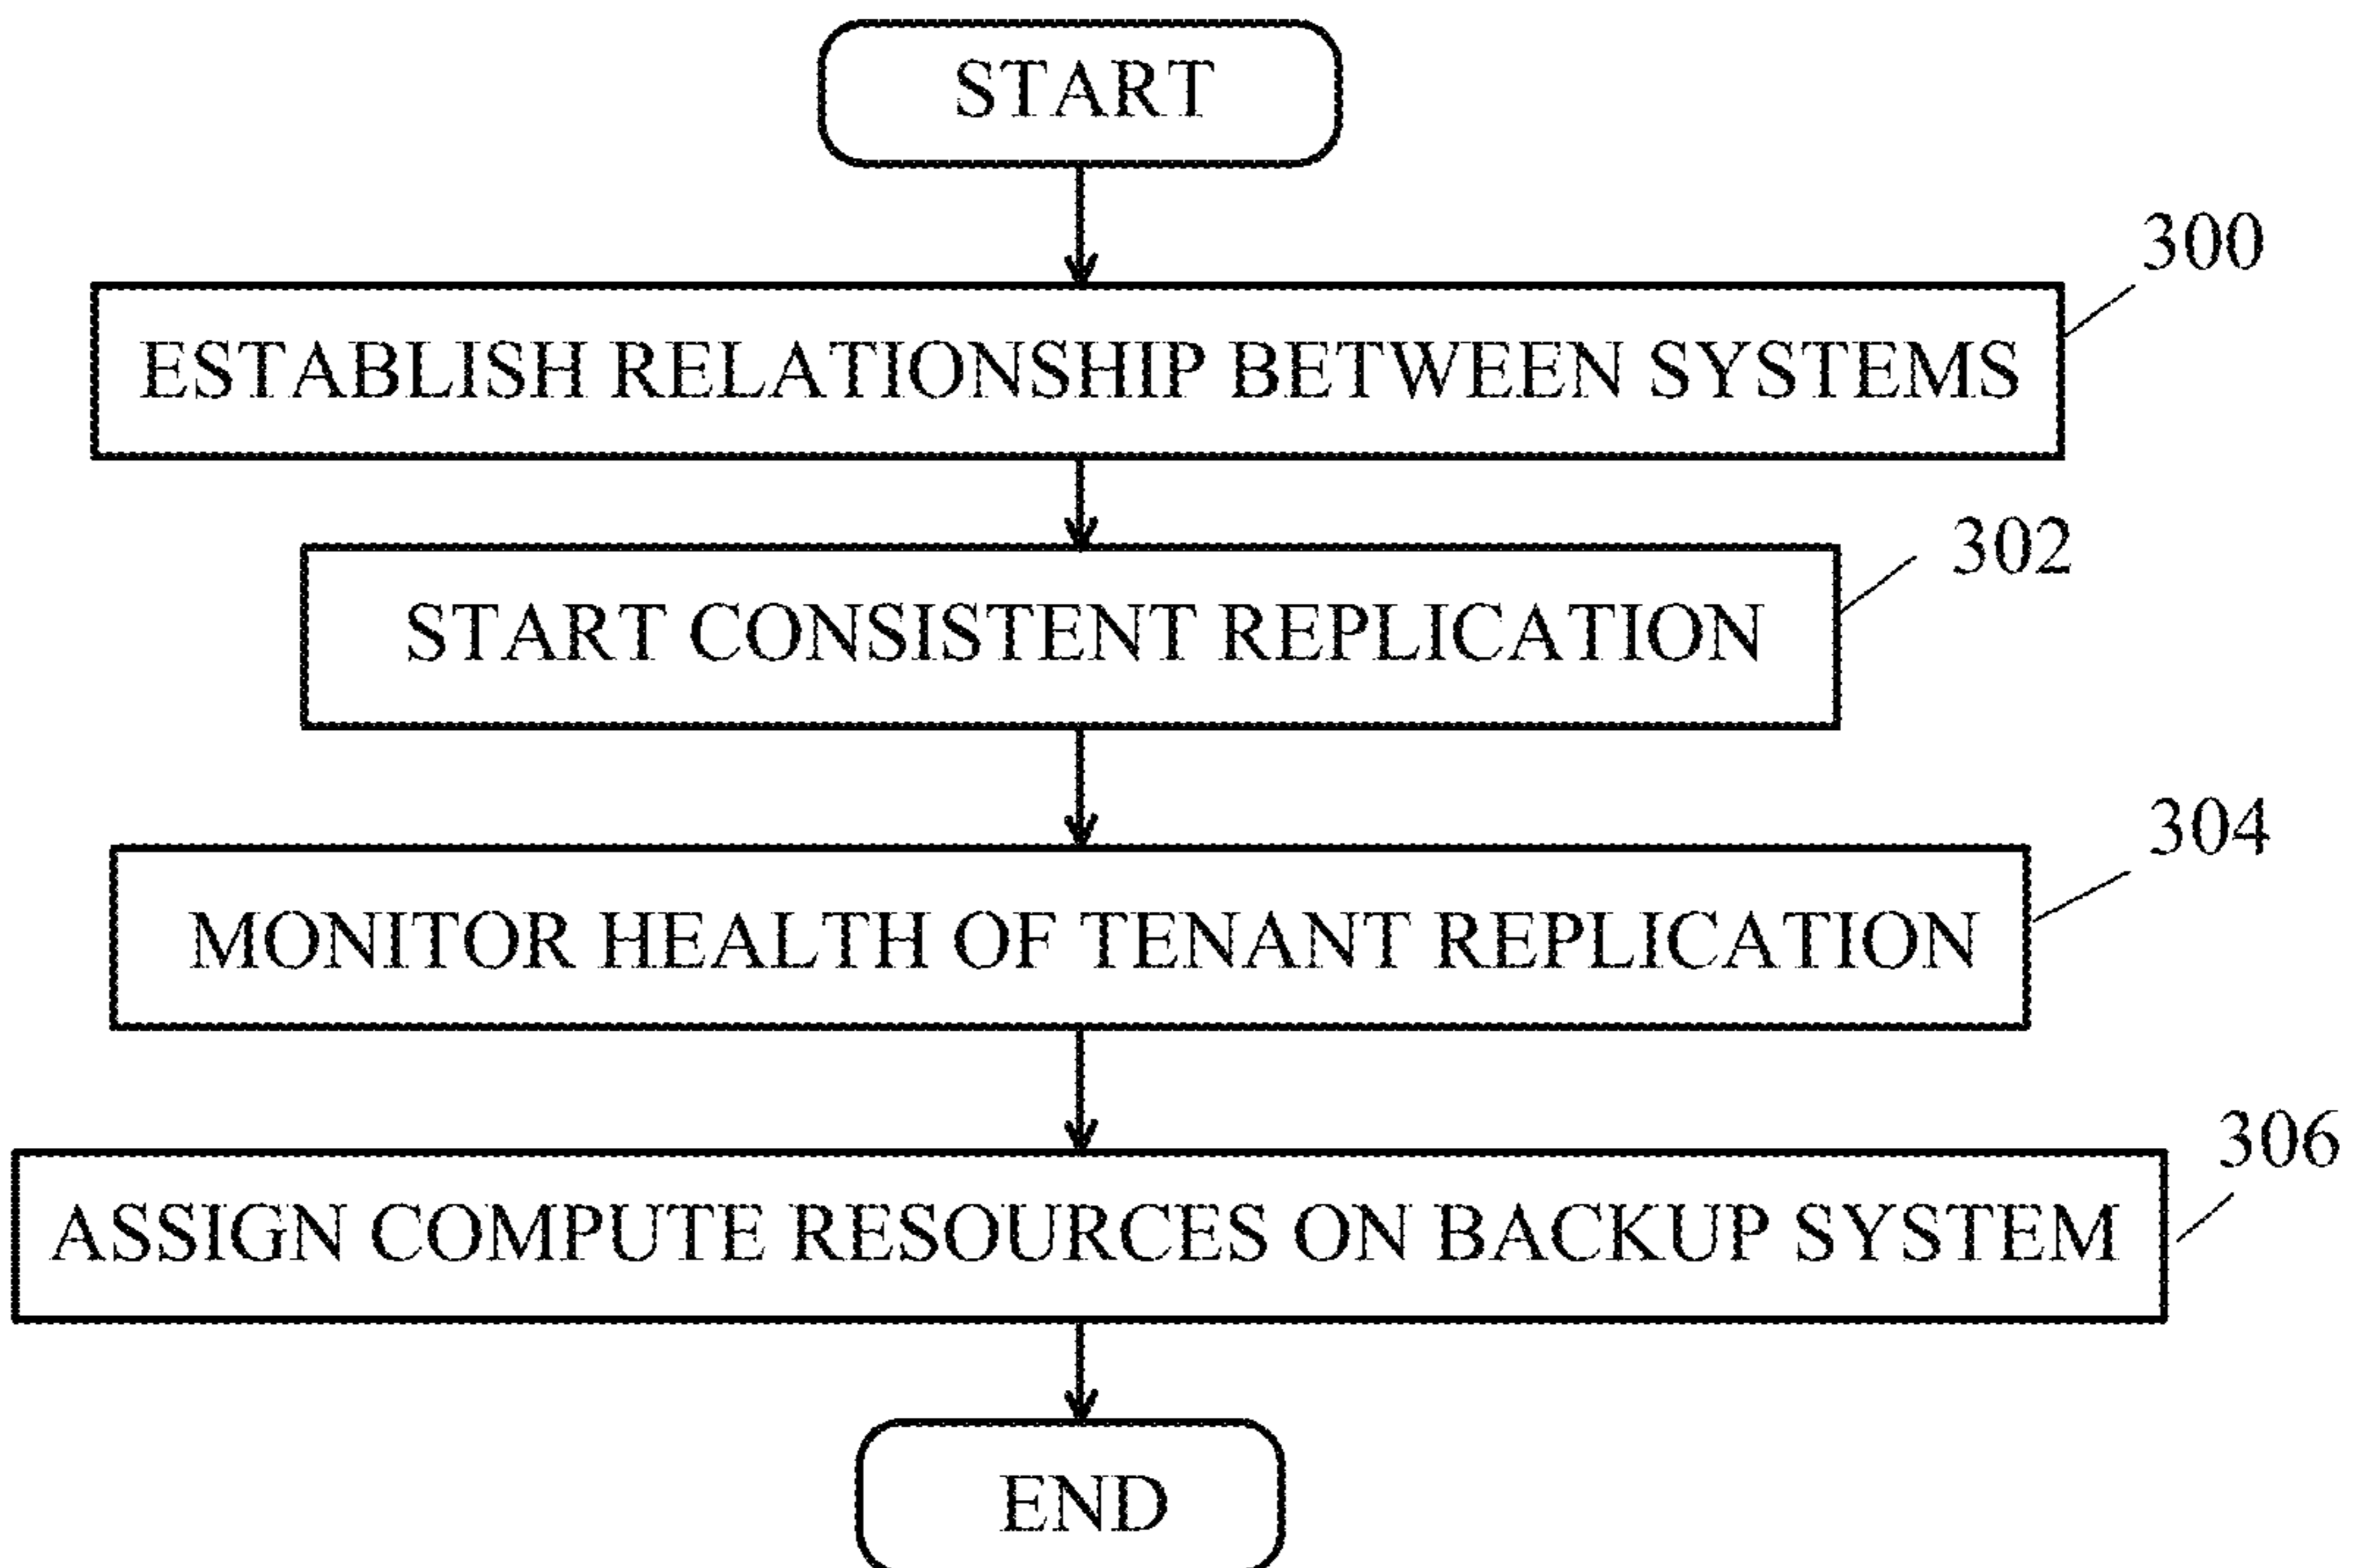 START
300
ESTABLISH RELATIONSHIP BETWEEN SYSTEMS
302
START CONSISTENT REPLICATION
304
MONITOR HEALTH OF TENANT REPLICATION
306
ASSIGN COMPUTE RESOURCES ON BACKUP SYSTEM
END